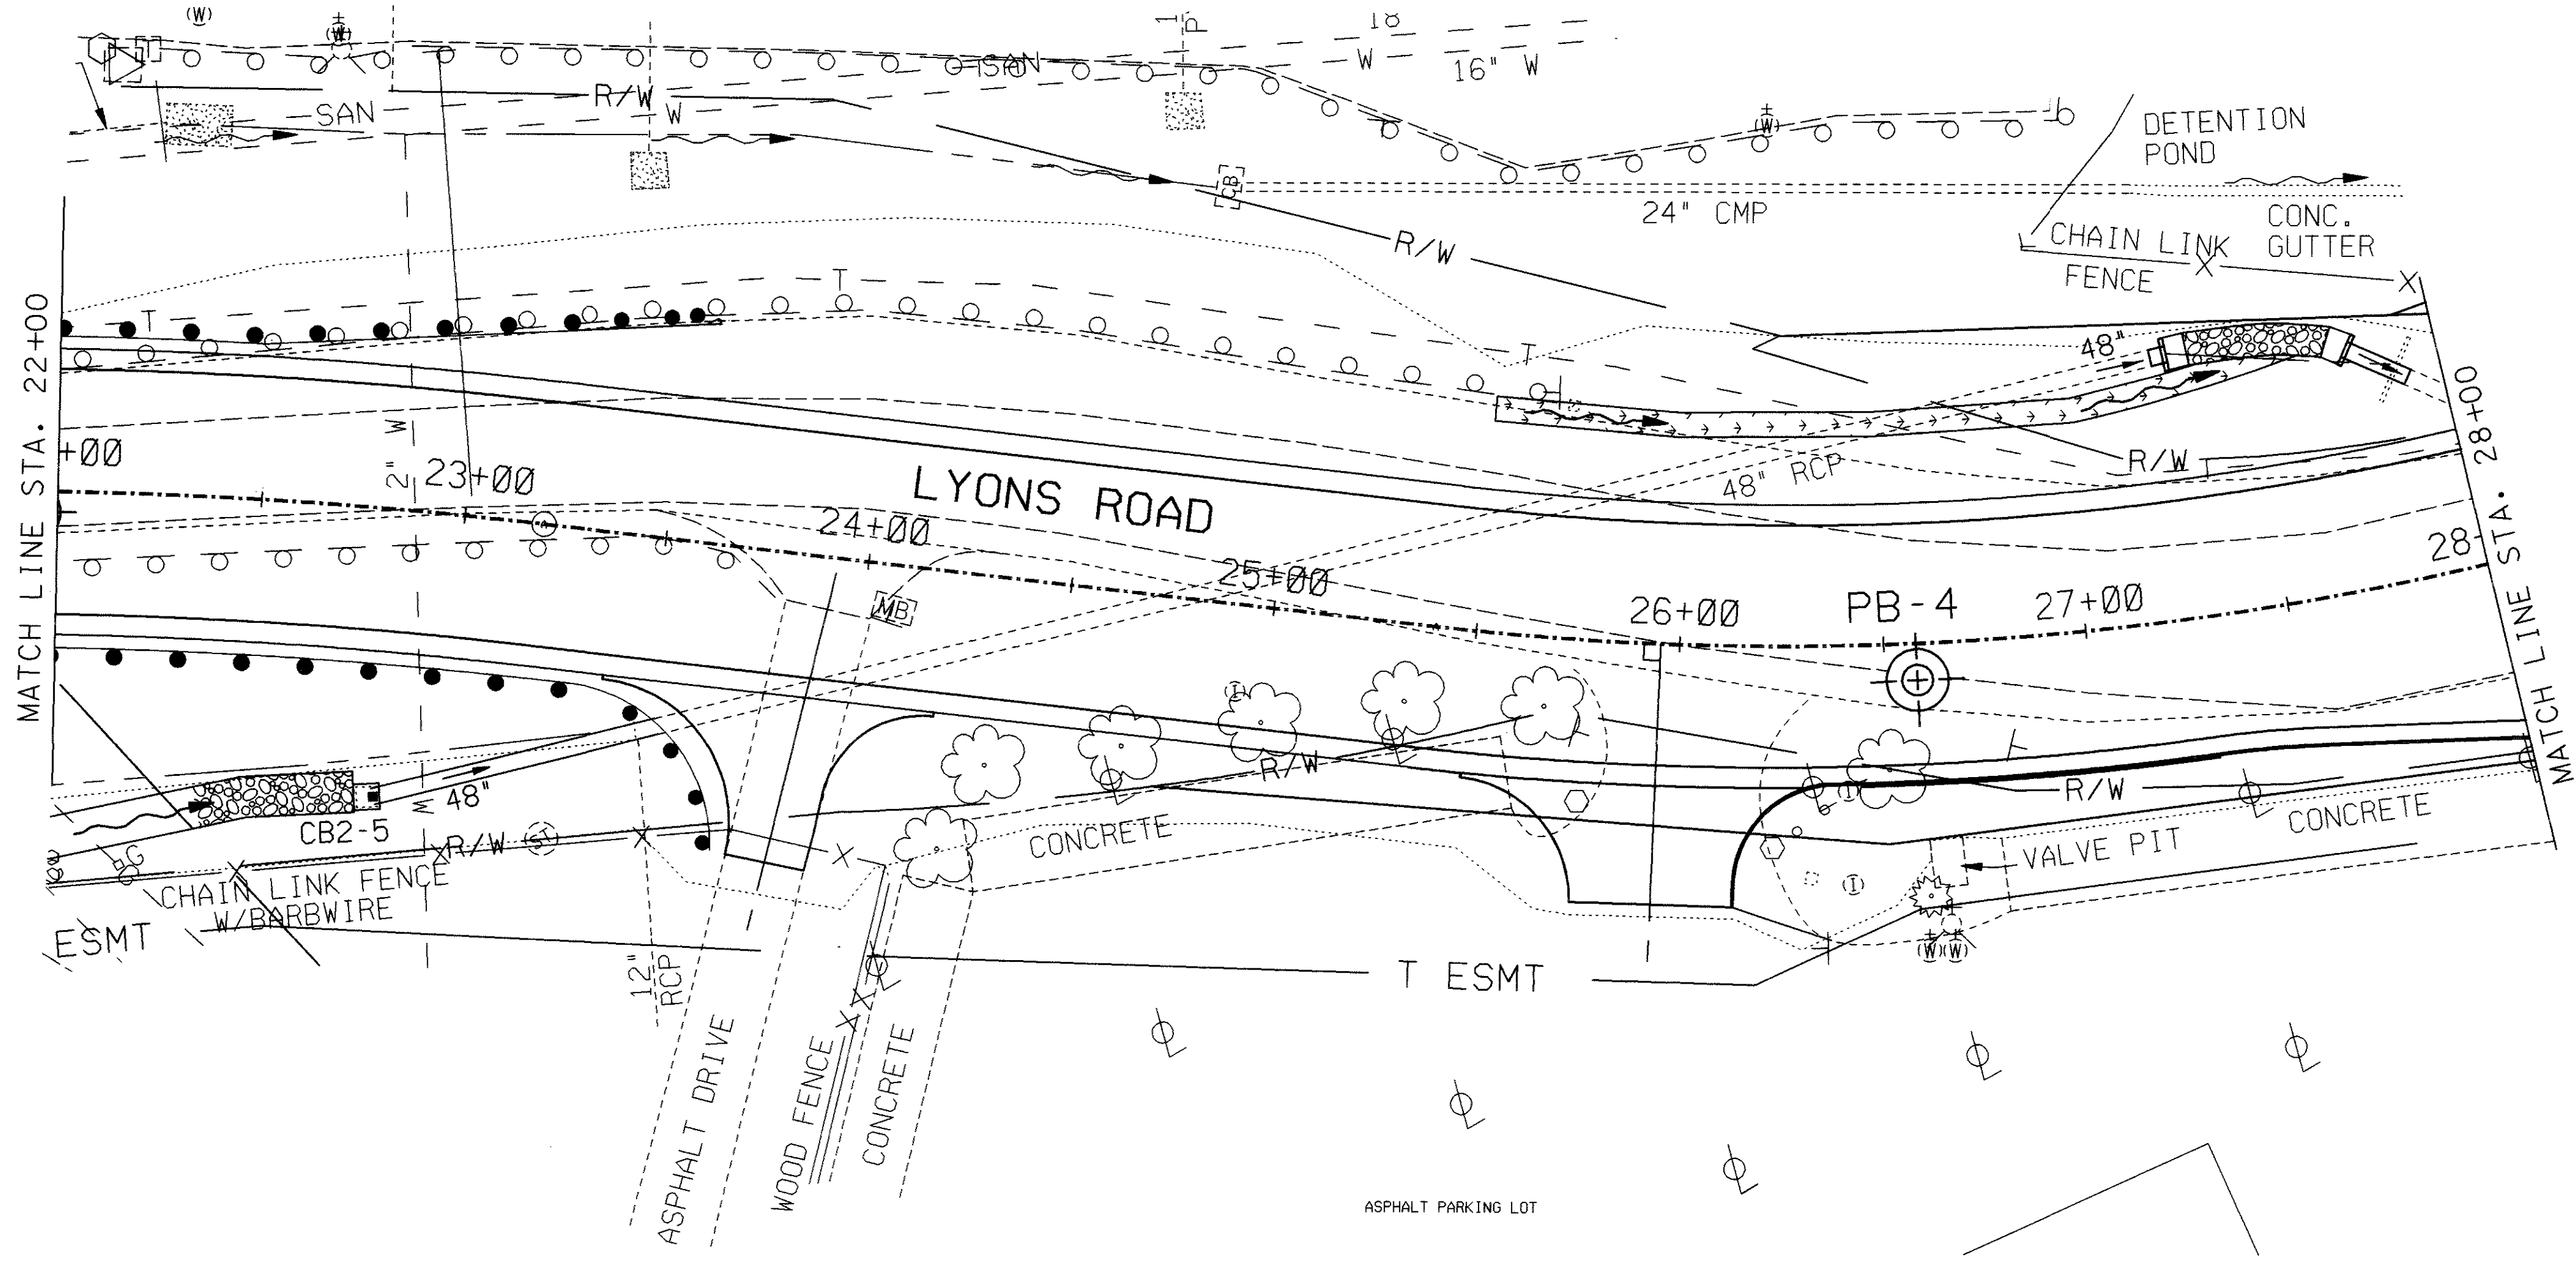 (W)
(W)
18
W
16" W
SAN
R/W
SAN
W
(W)
DETENTION
POND
CB
24" CMP
CONC.
GUTTER
R/W
CHAIN LINK
FENCE
X
X
T
T
T
48"
MATCH LINE STA. 22+00
+00
W
2"
23+00
LYONS ROAD
48" RCP
R/W
T
24+00
25+00
MB
26+00
PB-4
27+00
28
MATCH LINE STA. 28+00
48"
CB2-5
W
R/W
ST
X
X
X
X
G
CHAIN LINK FENCE
W/BARBWIRE
ESMT
I
R/W
CONCRETE
I
R/W
CONCRETE
VALVE PIT
I
(W)(W)
12"
RCP
T ESMT
ASPHALT DRIVE
WOOD FENCE
X
X
X
CONCRETE
ASPHALT PARKING LOT